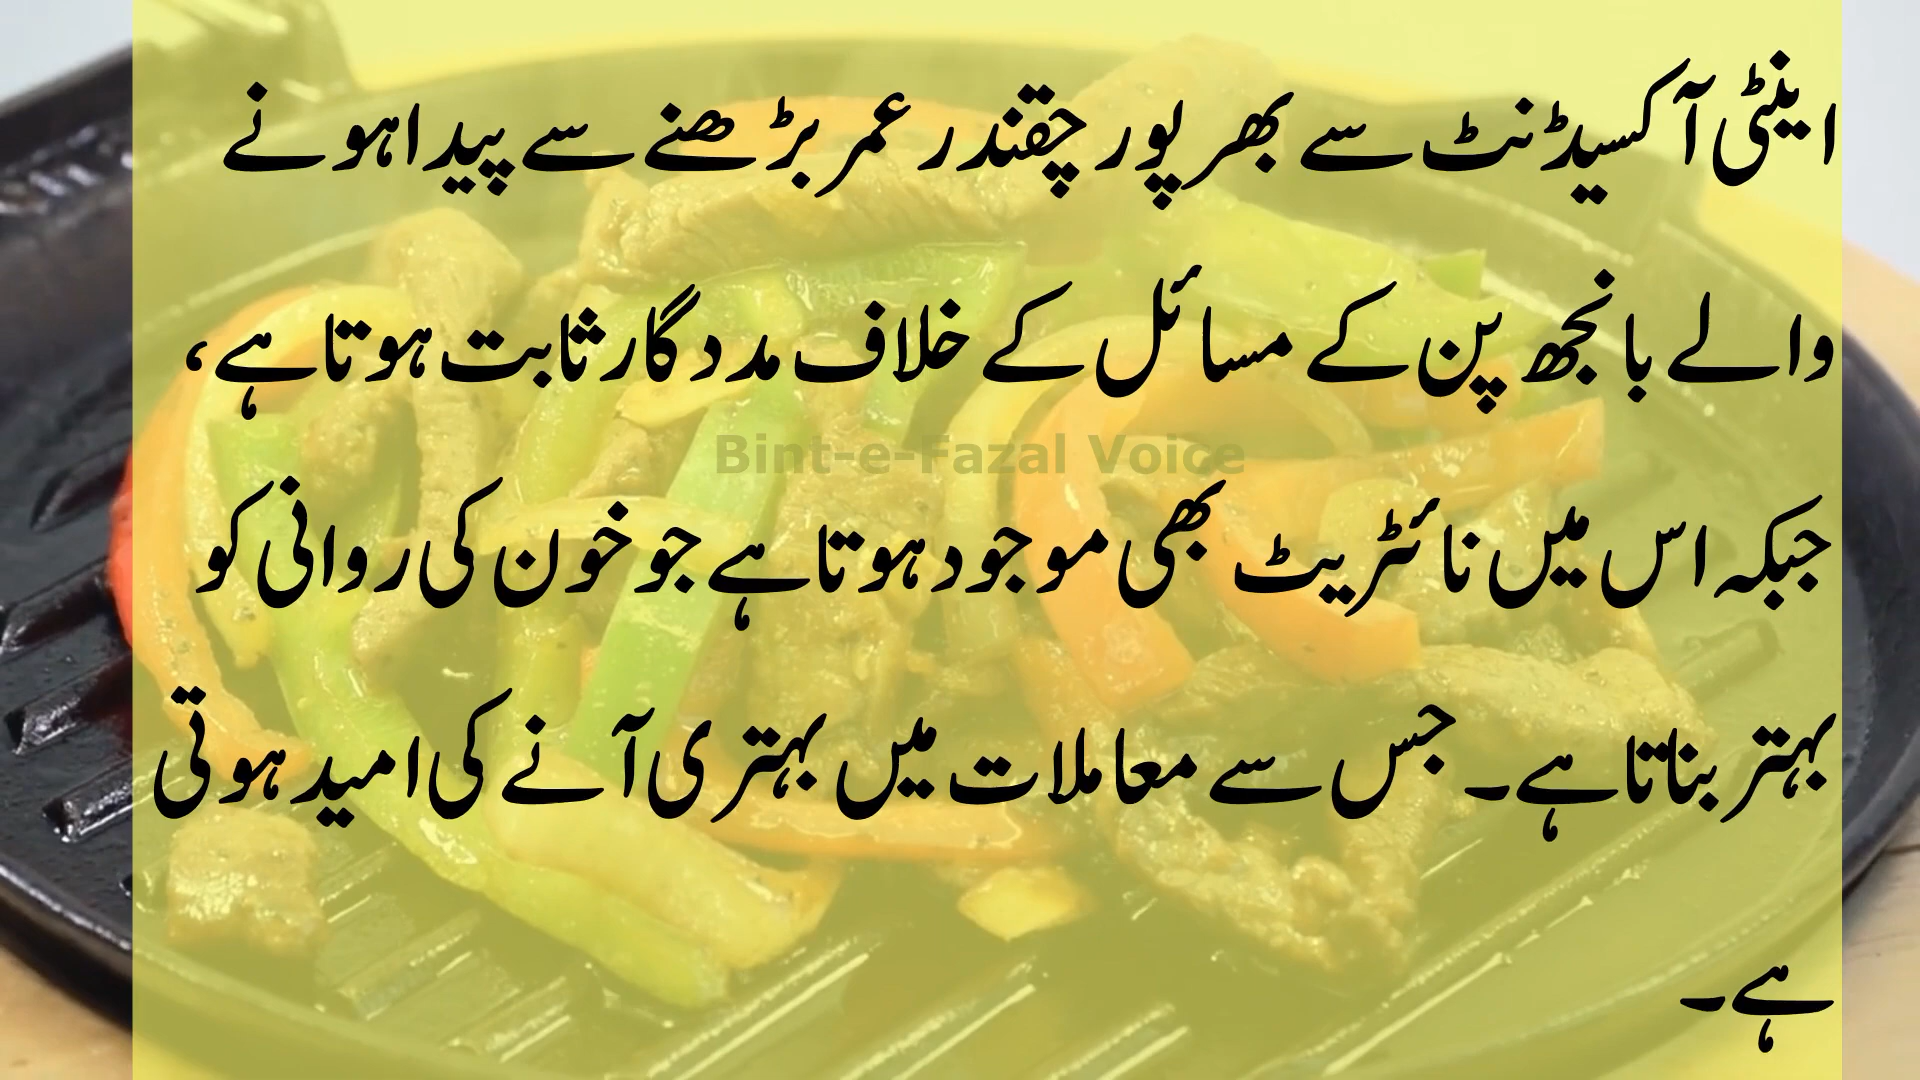 اینٹی آکسیڈنٹ سے بھرپور چقندر عمر بڑھنے سے پیدا ہونے
والے بانجھ پن کے مسائل کے خلاف مددگار ثابت ہوتا ہے،
Bint-e-Fazal Voice
جبکہ اس میں نائٹریٹ بھی موجود ہوتا ہے جو خون کی روانی کو
بہتر بناتا ہے۔ جس سے معاملات میں بہتری آنے کی امید ہوتی
ہے۔